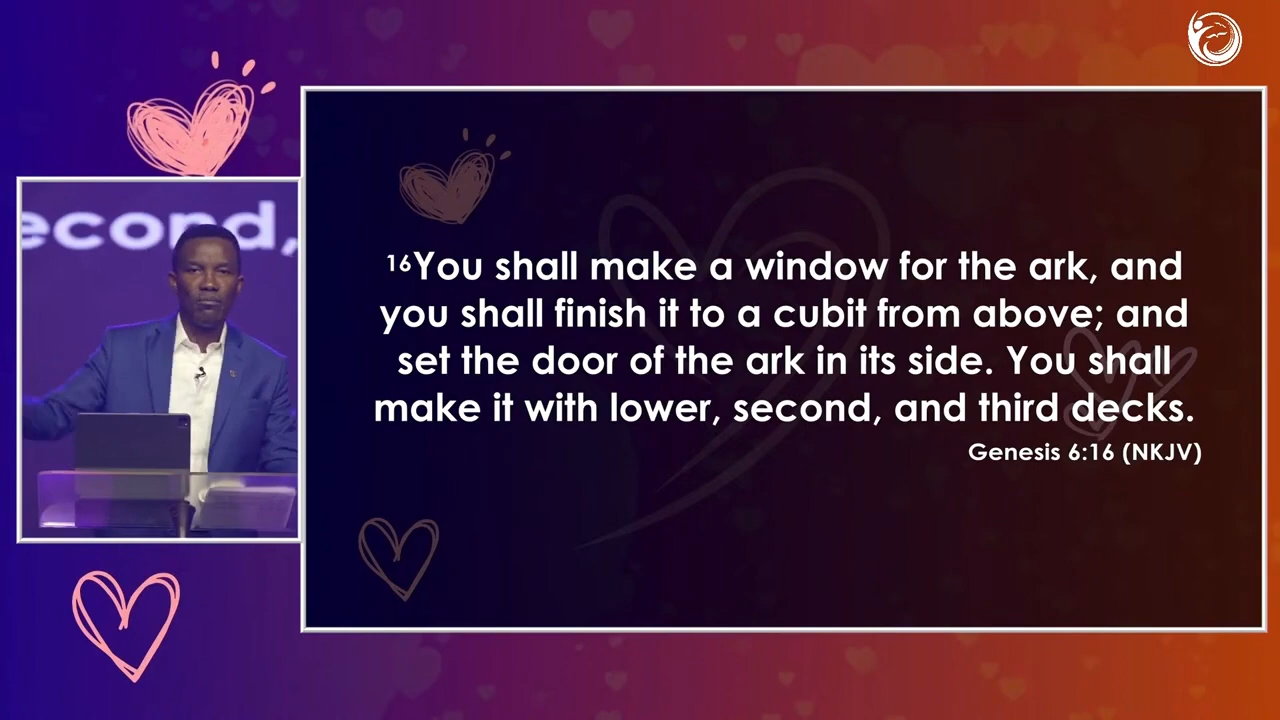 econd,
¹⁶You shall make a window for the ark, and
you shall finish it to a cubit from above; and
set the door of the ark in its side. You shall
make it with lower, second, and third decks.
Genesis 6:16 (NKJV)